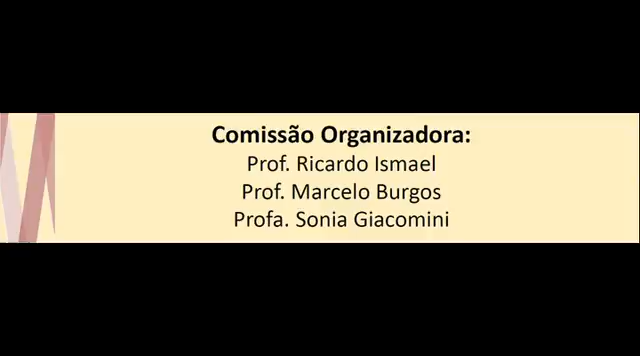 Comissão Organizadora:
Prof. Ricardo Ismael
Prof. Marcelo Burgos
Profa. Sonia Giacomini